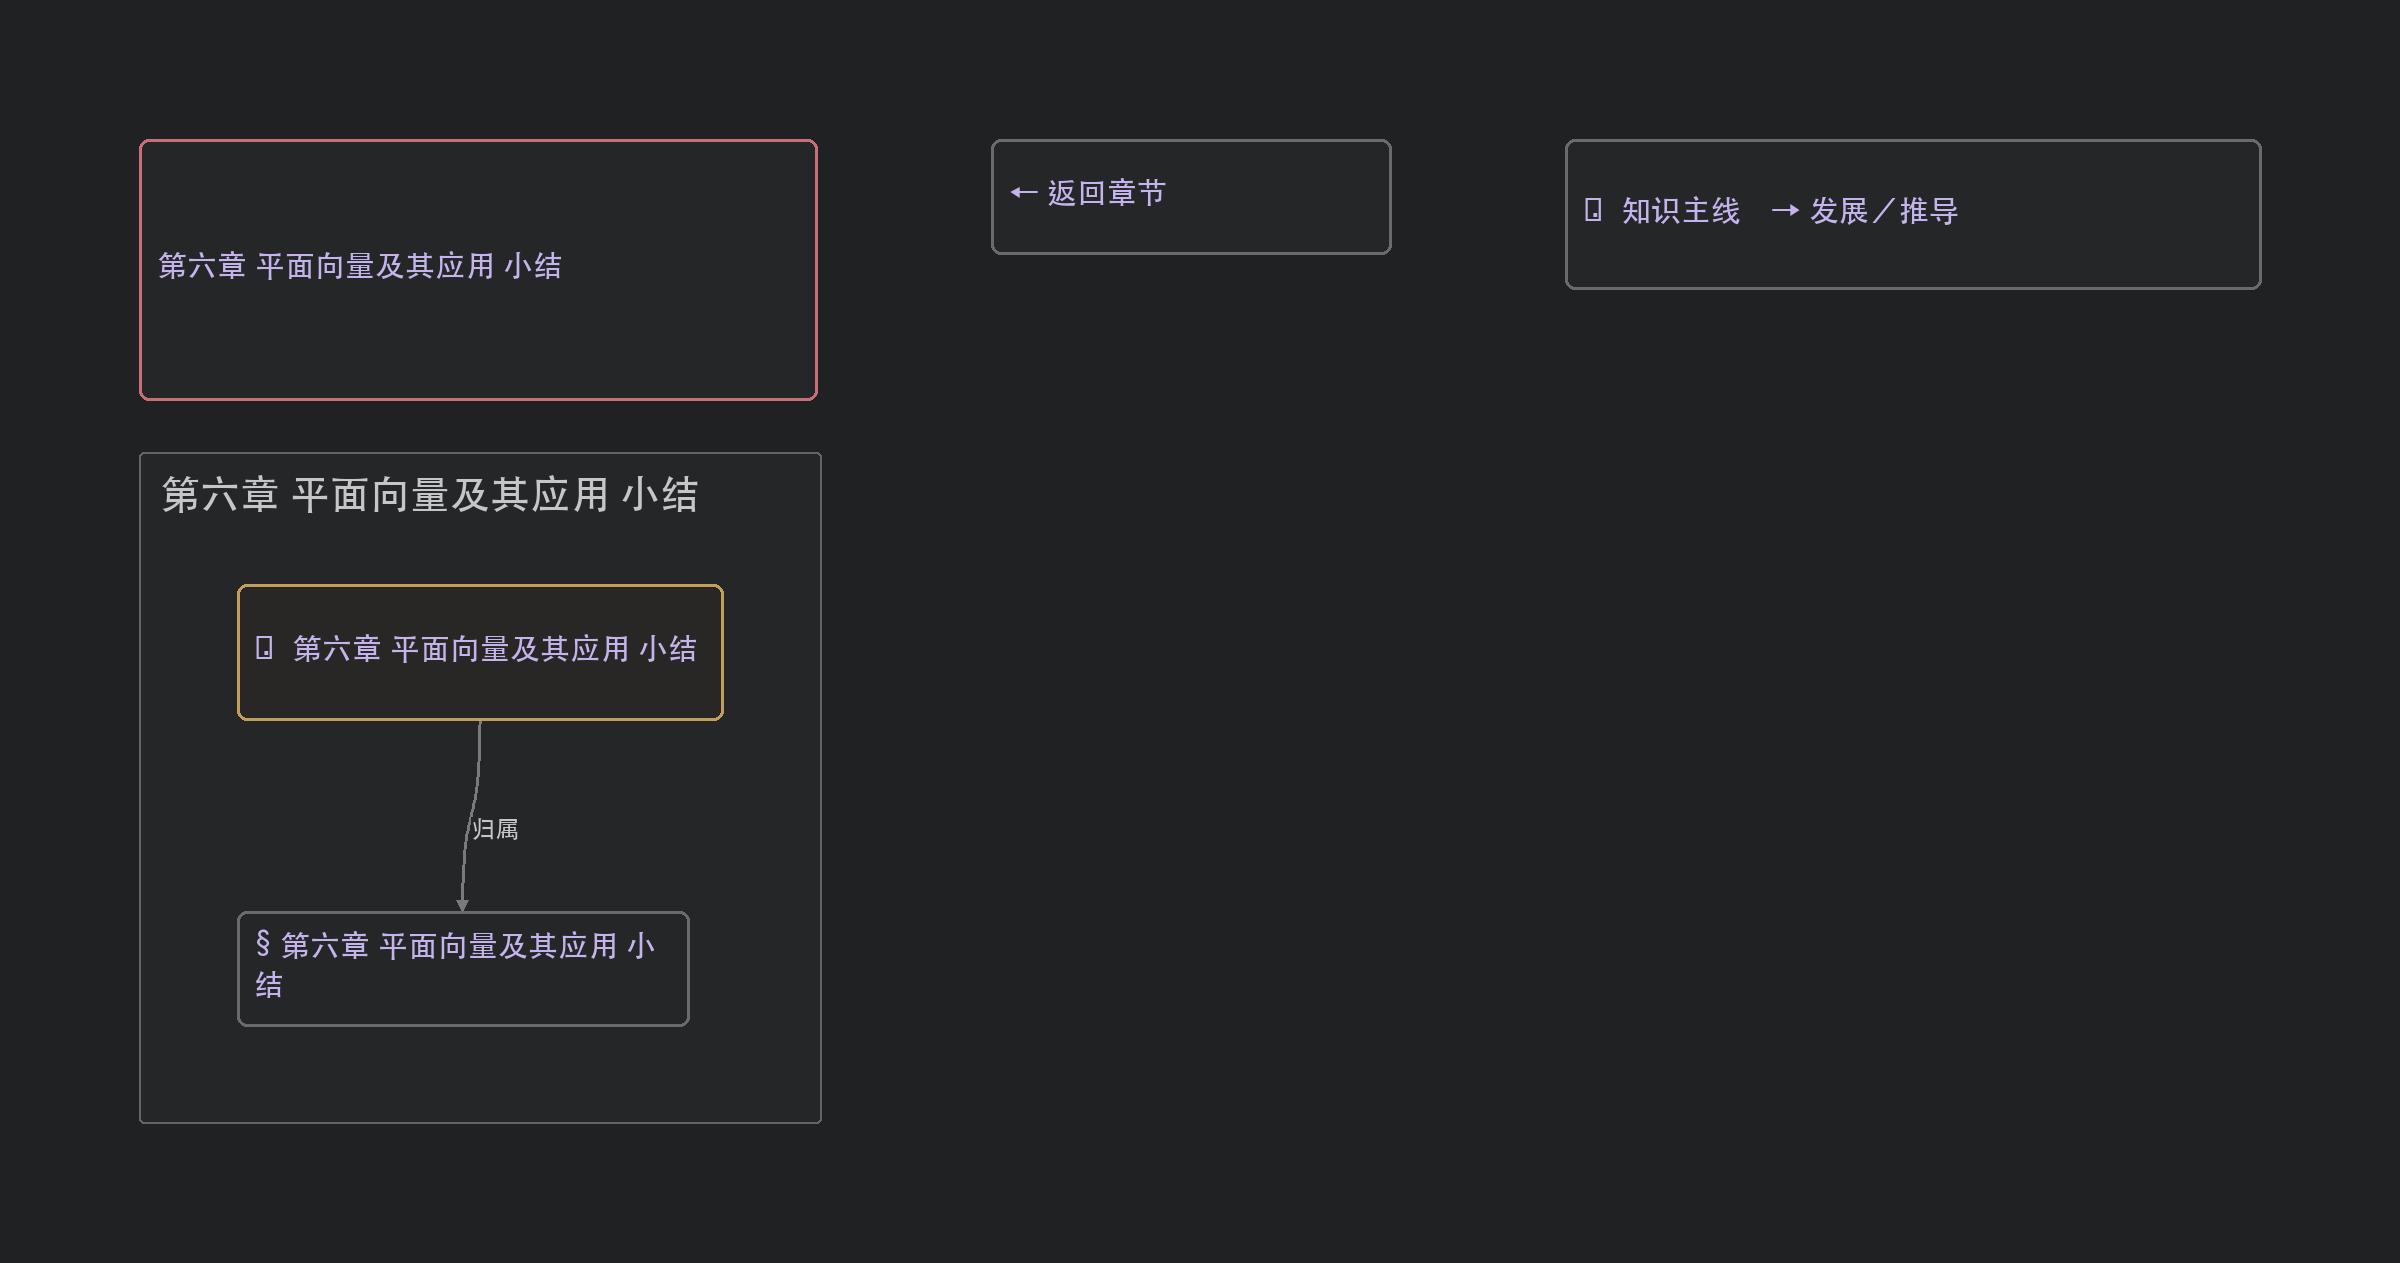 第六章 平面向量及其应用 小结
← 返回章节
知识主线 → 发展／推导
第六章 平面向量及其应用 小结
第六章 平面向量及其应用 小结
归属
§ 第六章 平面向量及其应用 小
结